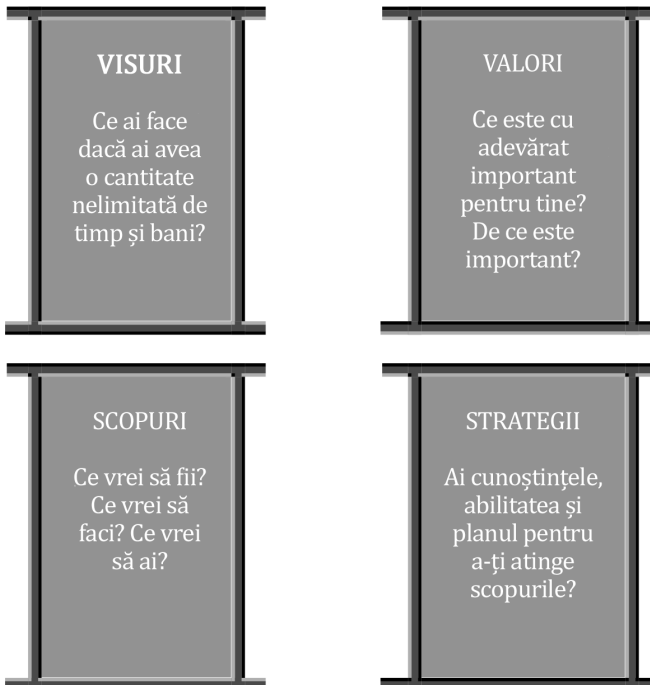 VISURI
Ce ai face
dacă ai avea
o cantitate
nelimitată de
timp și bani?
VALORI
Ce este cu
adevărat
important
pentru tine?
De ce este
important?
SCOPURI
Ce vrei să fii?
Ce vrei să
faci? Ce vrei
să ai?
STRATEGII
Ai cunoștințele,
abilitatea și
planul pentru
a-ți atinge
scopurile?